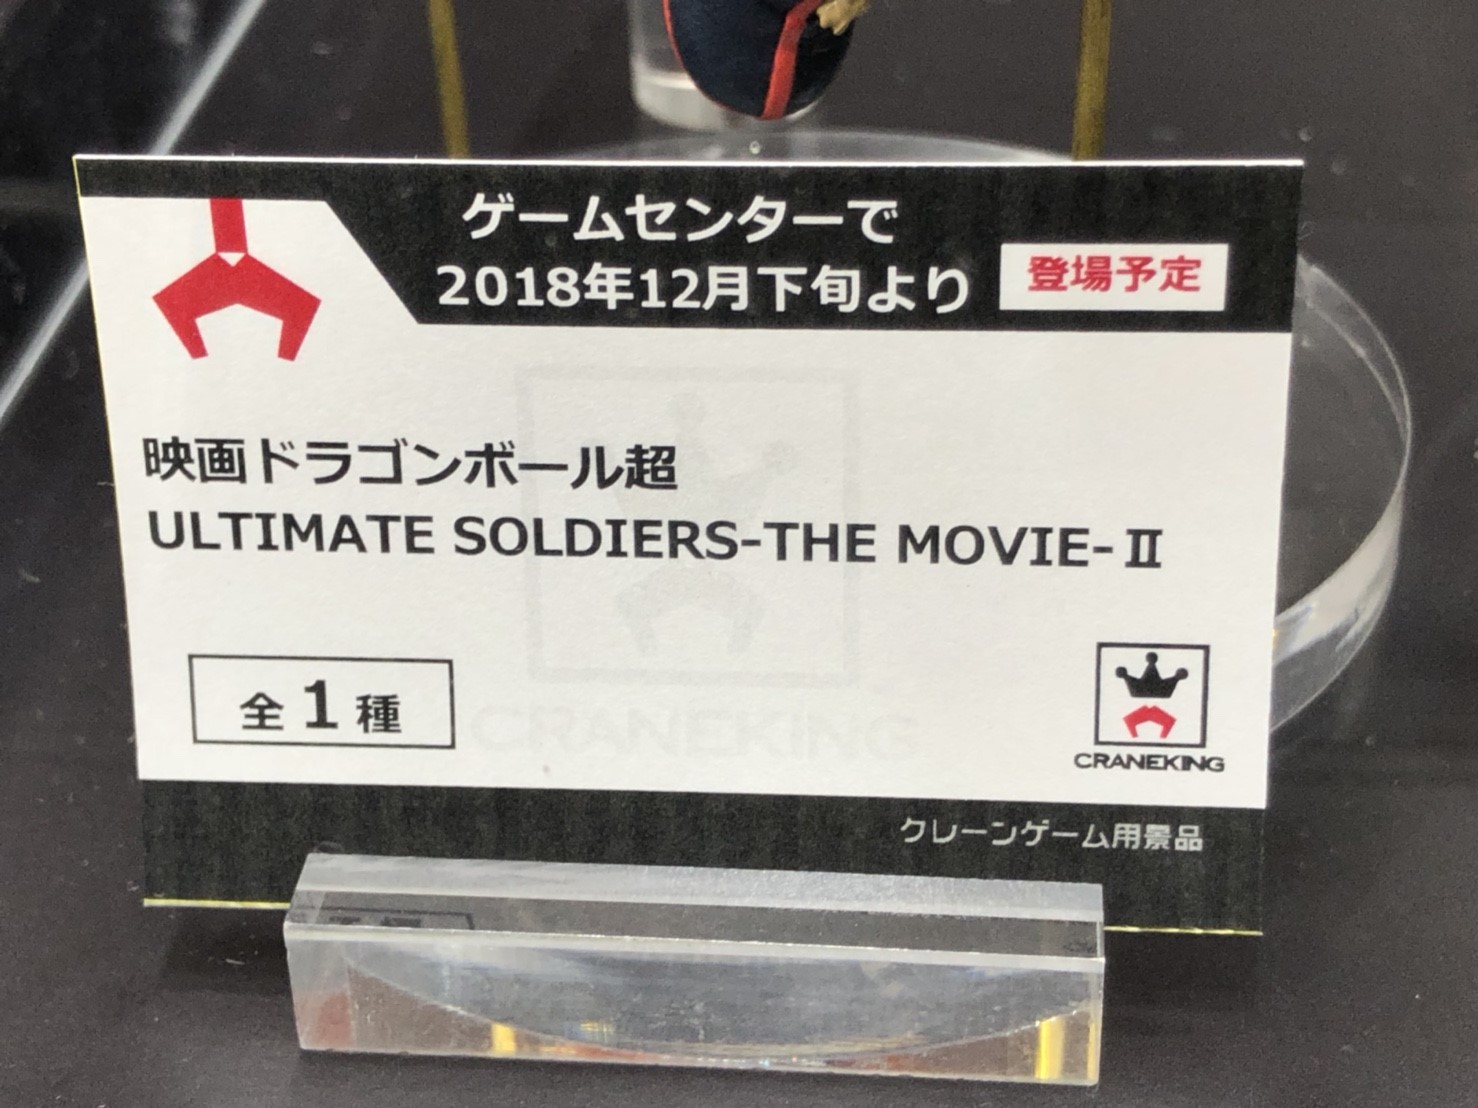 ゲームセンターで
2018年12月下旬より
登場予定
映画ドラゴンボール超
ULTIMATE SOLDIERS-THE MOVIE-Ⅱ
全1種
CRANEKING
CRANEKING
クレーンゲーム用景品